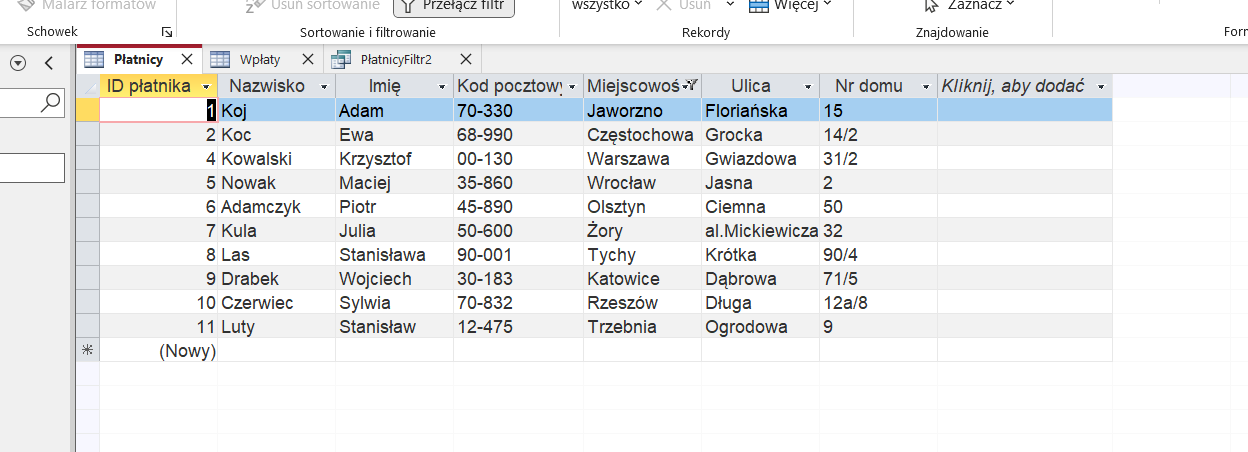 Malarz formatów
Usuń sortowanie
Przełącz filtr
wszystko
Usuń
Więcej
Zaznacz
Schowek
Sortowanie i filtrowanie
Rekordy
Znajdowanie
Płatnicy
Wpłaty
PłatnicyFiltr2
ID płatnika Nazwisko Imię Kod pocztowy Miejscowoś Ulica Nr domu Kliknij, aby dodać
1 Koj Adam 70-330 Jaworzno Floriańska 15
2 Koc Ewa 68-990 Częstochowa Grocka 14/2
4 Kowalski Krzysztof 00-130 Warszawa Gwiazdowa 31/2
5 Nowak Maciej 35-860 Wrocław Jasna 2
6 Adamczyk Piotr 45-890 Olsztyn Ciemna 50
7 Kula Julia 50-600 Żory al.Mickiewicza 32
8 Las Stanisława 90-001 Tychy Krótka 90/4
9 Drabek Wojciech 30-183 Katowice Dąbrowa 71/5
10 Czerwiec Sylwia 70-832 Rzeszów Długa 12a/8
11 Luty Stanisław 12-475 Trzebnia Ogrodowa 9
(Nowy)